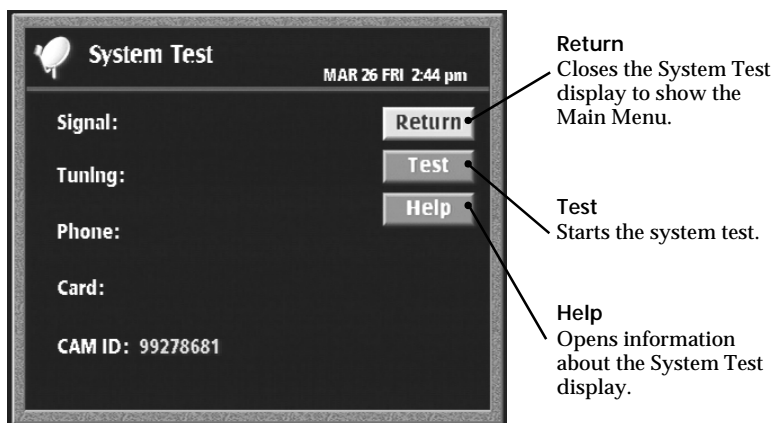 System Test
MAR 26 FRI 2:44 pm
Signal:
Tuning:
Phone:
Card:
CAM ID: 99278681
Return
Test
Help
Return
Closes the System Test
display to show the
Main Menu.
Test
Starts the system test.
Help
Opens information
about the System Test
display.